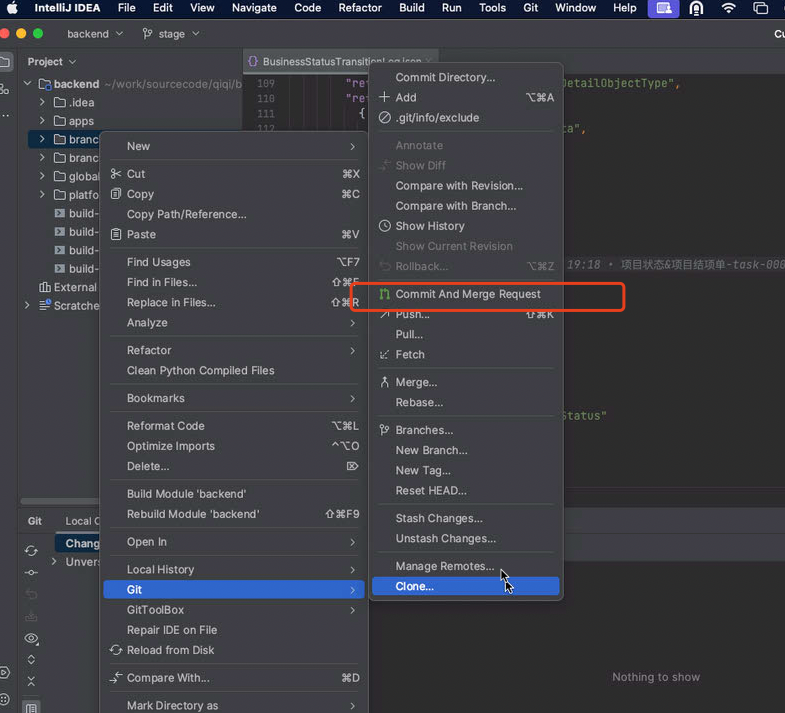 IntelliJ IDEA File Edit View Navigate Code Refactor Build Run Tools Git Window Help
backend stage
Project
BusinessStatusTransitionLog.json
backend ~/work/sourcecode/qiqi/b
.idea
apps
branc
branc
global
platfo
build-
build-
build-
build-
External
Scratche
109
110
111
112
"ret
"re
{
DetailObjectType",
ta",
19:18 • 项目状态&项目结项单-task-000
Status"
New
Cut ⌘X
Copy ⌘C
Copy Path/Reference...
Paste ⌘V
Find Usages ⌥F7
Find in Files... ⇧⌘F
Replace in Files... ⇧⌘R
Analyze
Refactor
Clean Python Compiled Files
Bookmarks
Reformat Code ⌥⌘L
Optimize Imports ^⌥O
Delete... ⌦
Build Module 'backend'
Rebuild Module 'backend' ⇧⌘F9
Open In
Local History
Git
GitToolBox
Repair IDE on File
Reload from Disk
Compare With... ⌘D
Mark Directory as
Commit Directory...
Add ⌥⌘A
.git/info/exclude
Annotate
Show Diff
Compare with Revision...
Compare with Branch...
Show History
Show Current Revision
Rollback... ⌥⌘Z
Commit And Merge Request
Push... ⇧⌘K
Pull...
Fetch
Merge...
Rebase...
Branches...
New Branch...
New Tag...
Reset HEAD...
Stash Changes...
Unstash Changes...
Manage Remotes...
Clone...
Git Local C
Chang
Unvers
Nothing to show